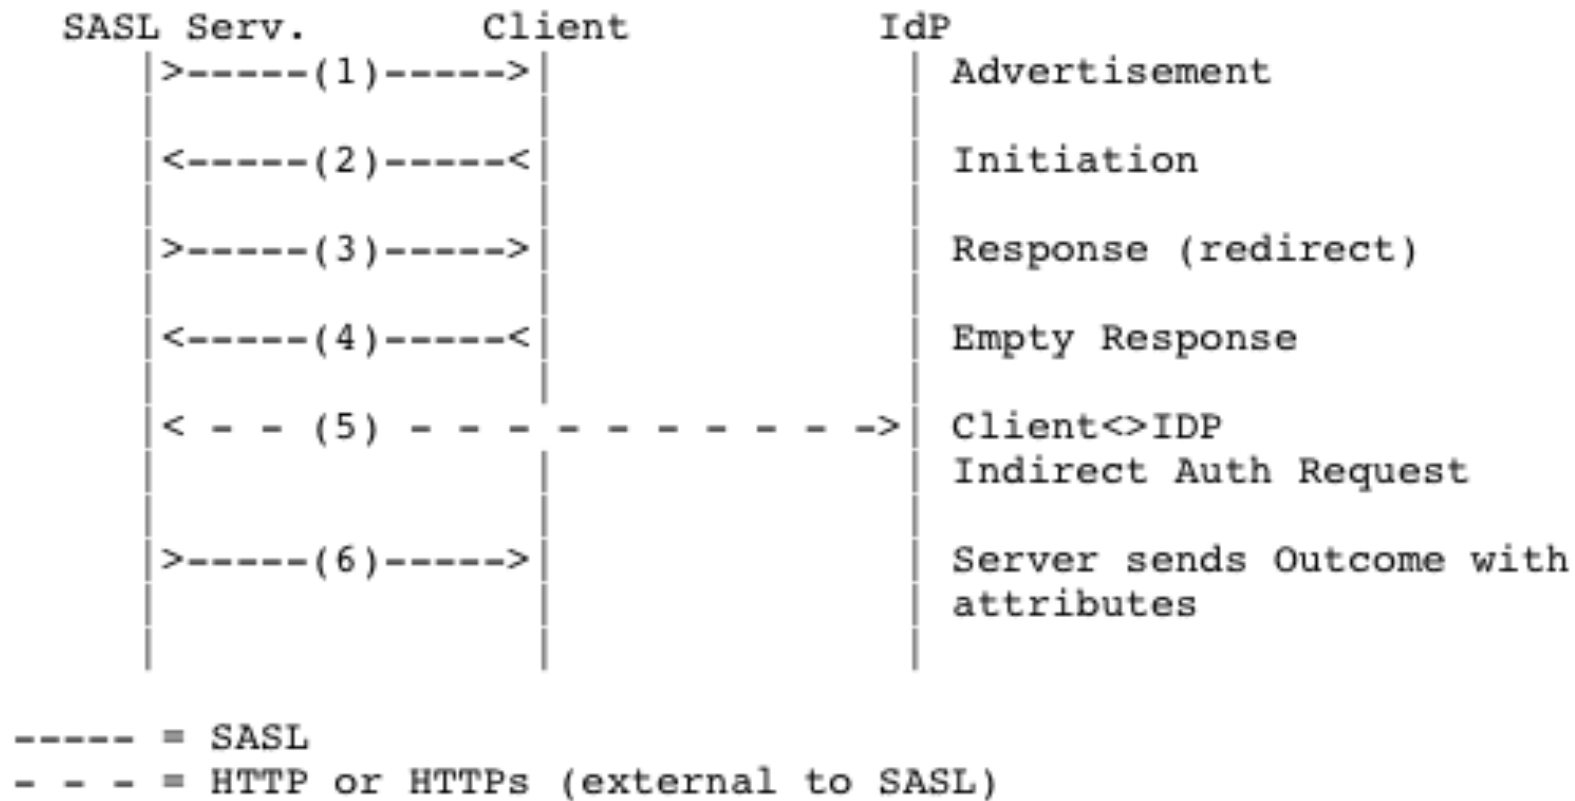 SASL Serv.       Client             IdP
    |>-----(1)----->|                | Advertisement
    |<-----(2)-----<|                | Initiation
    |>-----(3)----->|                | Response (redirect)
    |<-----(4)-----<|                | Empty Response
    |< - - (5) - - - - - - - - - ->| Client<>IDP
    |               |                | Indirect Auth Request
    |>-----(6)----->|                | Server sends Outcome with
    |               |                | attributes
----- = SASL
- - - = HTTP or HTTPs (external to SASL)